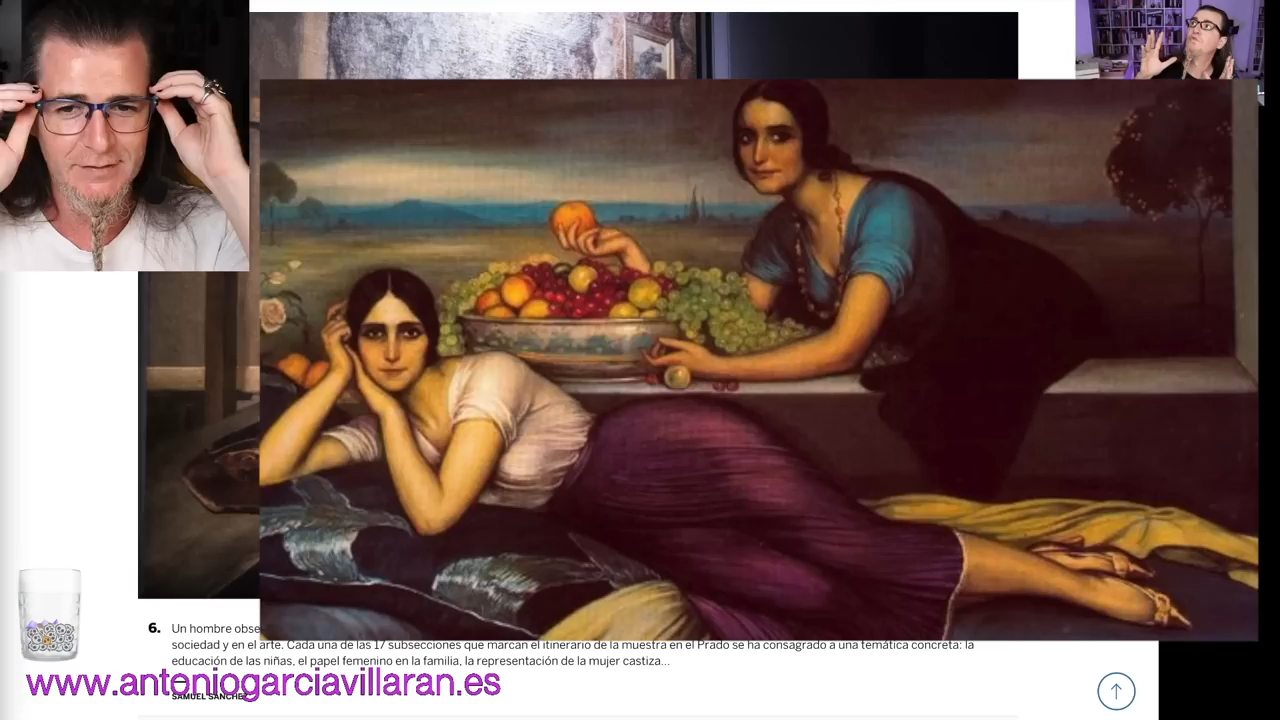 6. Un hombre obse
sociedad y en el arte. Cada una de las 17 subsecciones que marcan el itinerario de la muestra en el Prado se ha consagrado a una temática concreta: la
educación de las niñas, el papel femenino en la familia, la representación de la mujer castiza...
www.antoniogarciavillaran.es
SAMUEL SÁNCHEZ